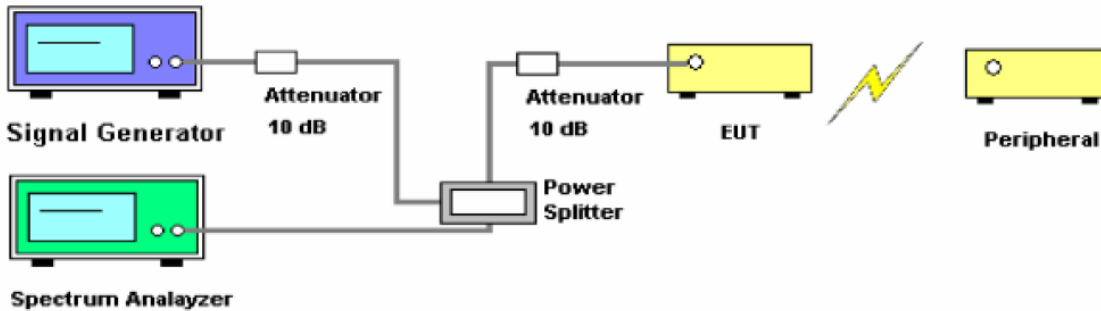 Attenuator
10 dB
Signal Generator
Attenuator
10 dB
EUT
Peripheral
Power
Splitter
Spectrum Analayzer